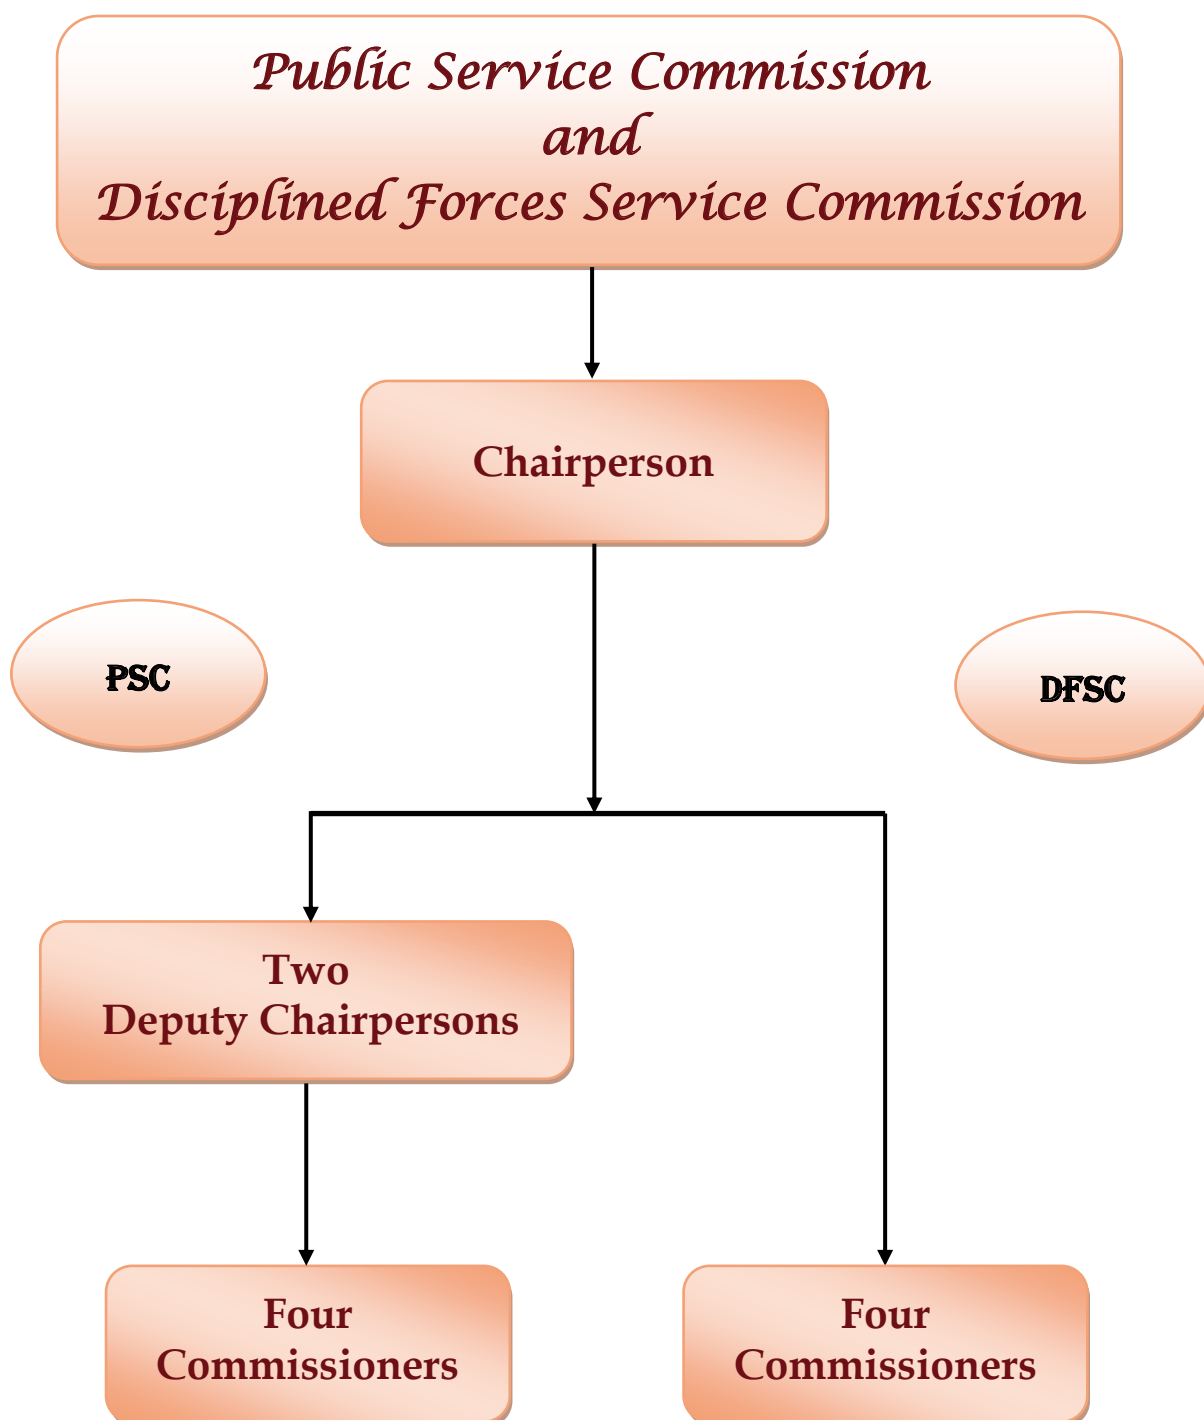 Public Service Commission
and
Disciplined Forces Service Commission
Chairperson
PSC
DFSC
Two
Deputy Chairpersons
Four
Commissioners
Four
Commissioners